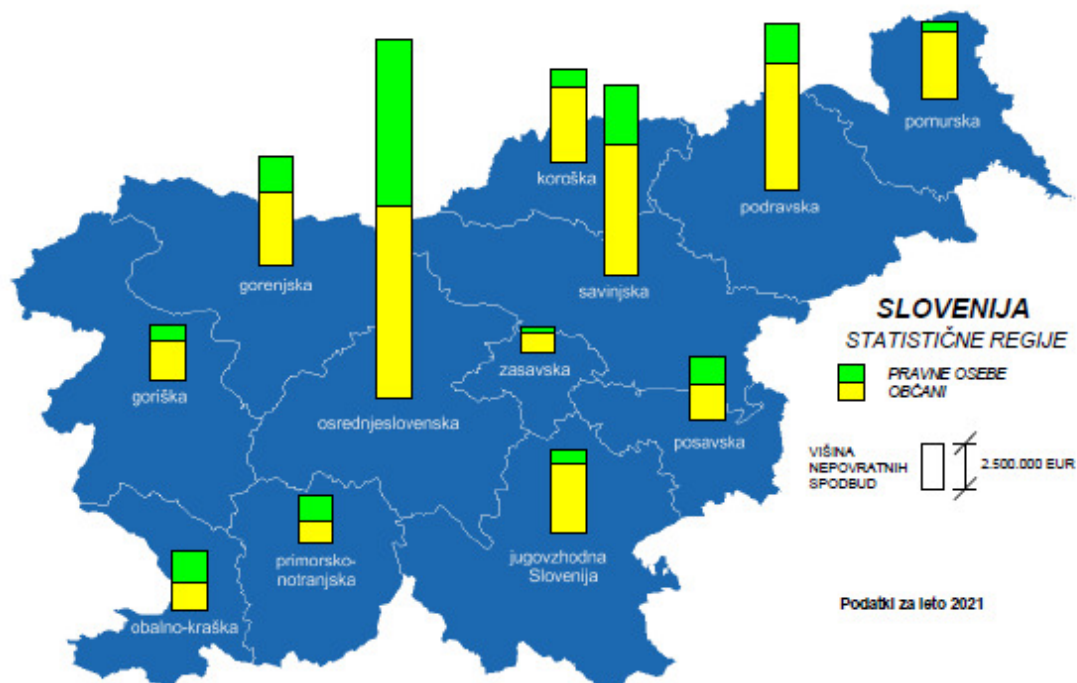 pomurska
koroška
podravska
gorenjska
savinjska
SLOVENIJA
STATISTIČNE REGIJE
PRAVNE OSEBE
OBČANI
zasavska
goriška
osrednjeslovenska
posavska
VIŠINA
NEPOVRATNIH
SPODBUD
2.500.000 EUR
primorsko-
notranjska
jugovzhodna
Slovenija
Podatki za leto 2021
obalno-kraška